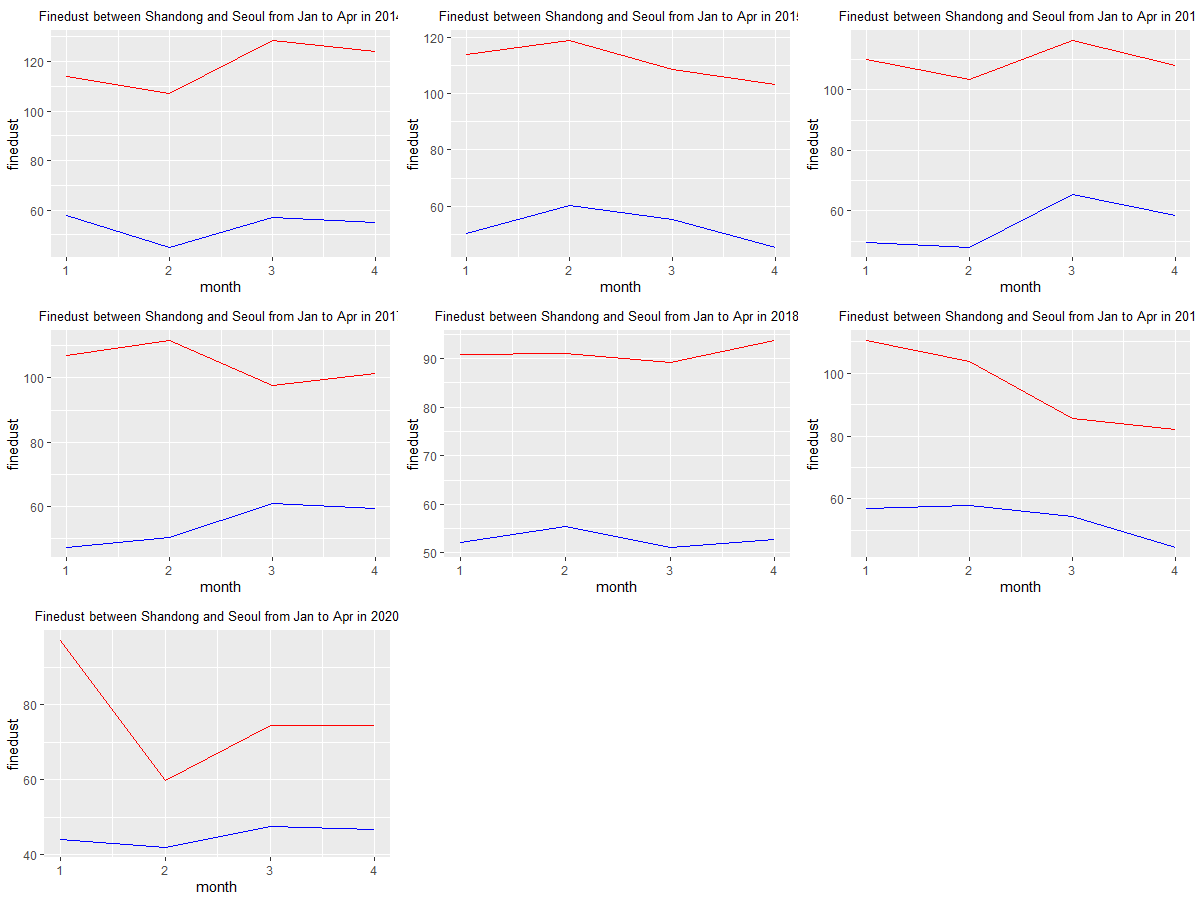 Finedust between Shandong and Seoul from Jan to Apr in 2014
120
100
80
60
finedust
1 2 3 4
month
Finedust between Shandong and Seoul from Jan to Apr in 2015
120
100
80
60
finedust
1 2 3 4
month
Finedust between Shandong and Seoul from Jan to Apr in 201
100
80
60
finedust
1 2 3 4
month
Finedust between Shandong and Seoul from Jan to Apr in 2017
100
80
60
finedust
1 2 3 4
month
Finedust between Shandong and Seoul from Jan to Apr in 2018
90
80
70
60
50
finedust
1 2 3 4
month
Finedust between Shandong and Seoul from Jan to Apr in 201
100
80
60
finedust
1 2 3 4
month
Finedust between Shandong and Seoul from Jan to Apr in 2020
80
60
40
finedust
1 2 3 4
month